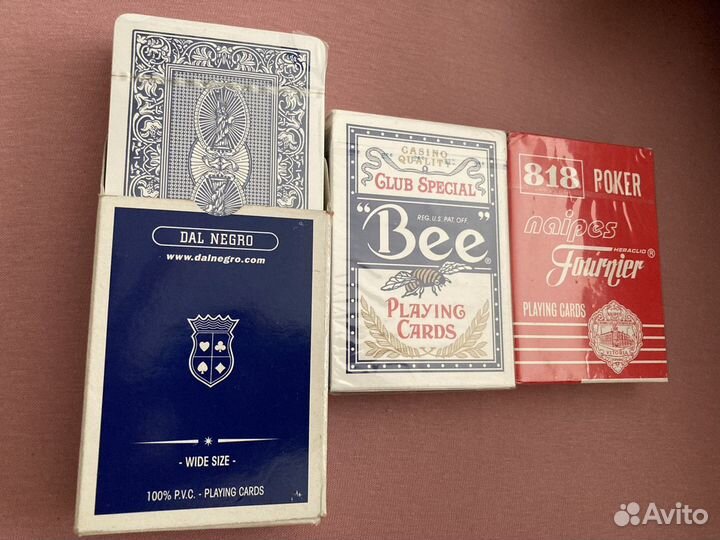 DAL NEGRO
www.dalnegro.com
- WIDE SIZE -
100% P.V.C. - PLAYING CARDS
CASINO
QUALITY
CLUB SPECIAL
REG. U.S. PAT. OFF.
"Bee"®
PLAYING
CARDS
818 POKER
naipes
HERACLIO
Fournier®
PLAYING CARDS
VITORIA
Avito